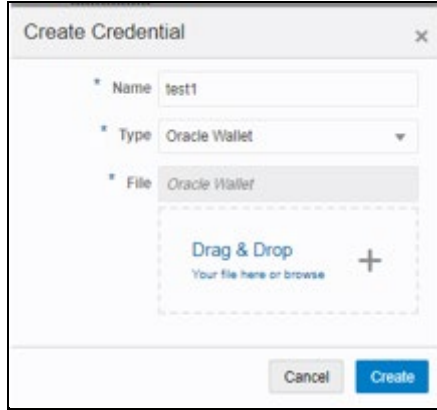 Create Credential ×
* Name test1
* Type Oracle Wallet
* File Oracle Wallet
Drag & Drop
Your file here or browse
+
Cancel Create